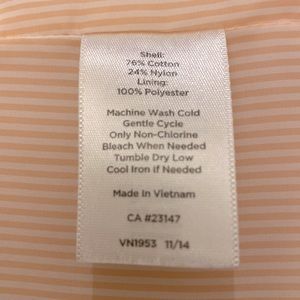 Shell:
76% Cotton
24% Nylon
Lining:
100% Polyester
Machine Wash Cold
Gentle Cycle
Only Non-Chlorine
Bleach When Needed
Tumble Dry Low
Cool Iron if Needed
Made In Vietnam
CA #23147
VN1953 11/14